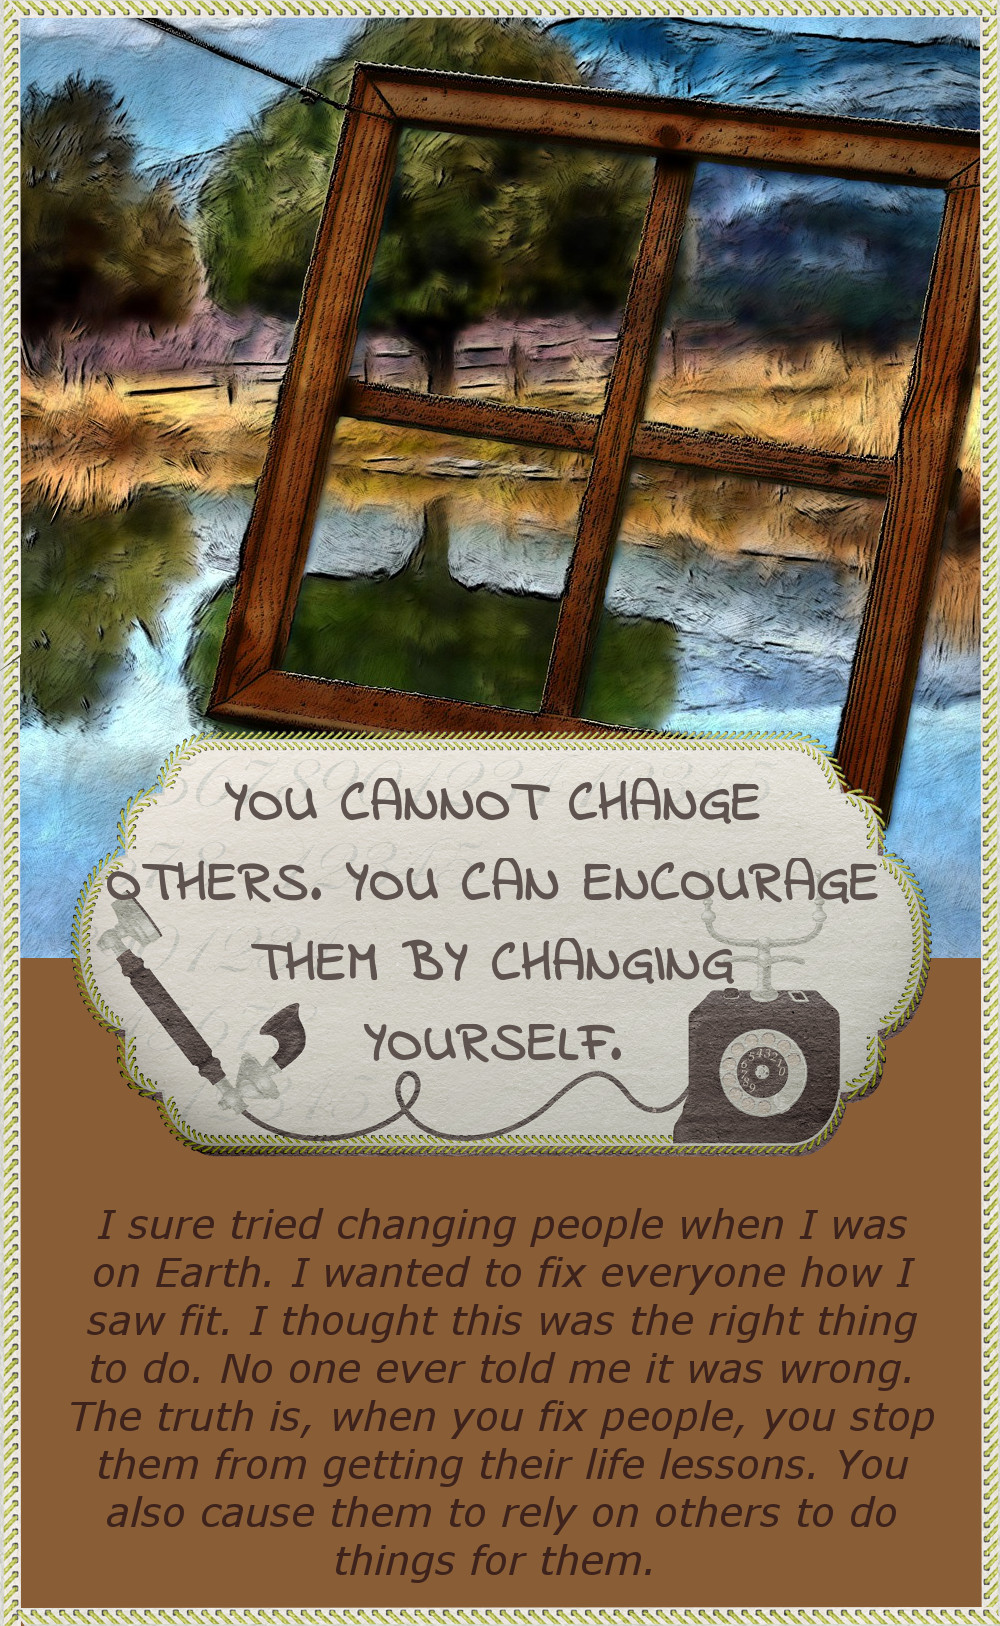 YOU CANNOT CHANGE
OTHERS. YOU CAN ENCOURAGE
THEM BY CHANGING
YOURSELF.
I sure tried changing people when I was
on Earth. I wanted to fix everyone how I
saw fit. I thought this was the right thing
to do. No one ever told me it was wrong.
The truth is, when you fix people, you stop
them from getting their life lessons. You
also cause them to rely on others to do
things for them.